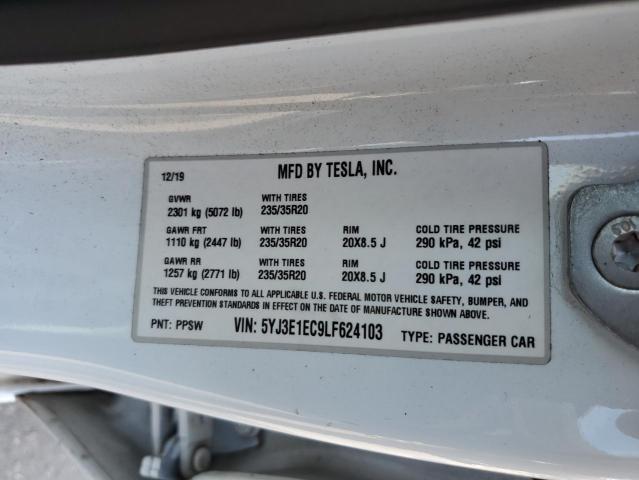 12/19 MFD BY TESLA, INC.
GVWR WITH TIRES
2301 kg (5072 lb) 235/35R20
GAWR FRT WITH TIRES RIM COLD TIRE PRESSURE
1110 kg (2447 lb) 235/35R20 20X8.5 J 290 kPa, 42 psi
GAWR RR WITH TIRES RIM COLD TIRE PRESSURE
1257 kg (2771 lb) 235/35R20 20X8.5 J 290 kPa, 42 psi
THIS VEHICLE CONFORMS TO ALL APPLICABLE U.S. FEDERAL MOTOR VEHICLE SAFETY, BUMPER, AND
THEFT PREVENTION STANDARDS IN EFFECT ON THE DATE OF MANUFACTURE SHOWN ABOVE.
PNT: PPSW VIN: 5YJ3E1EC9LF624103 TYPE: PASSENGER CAR